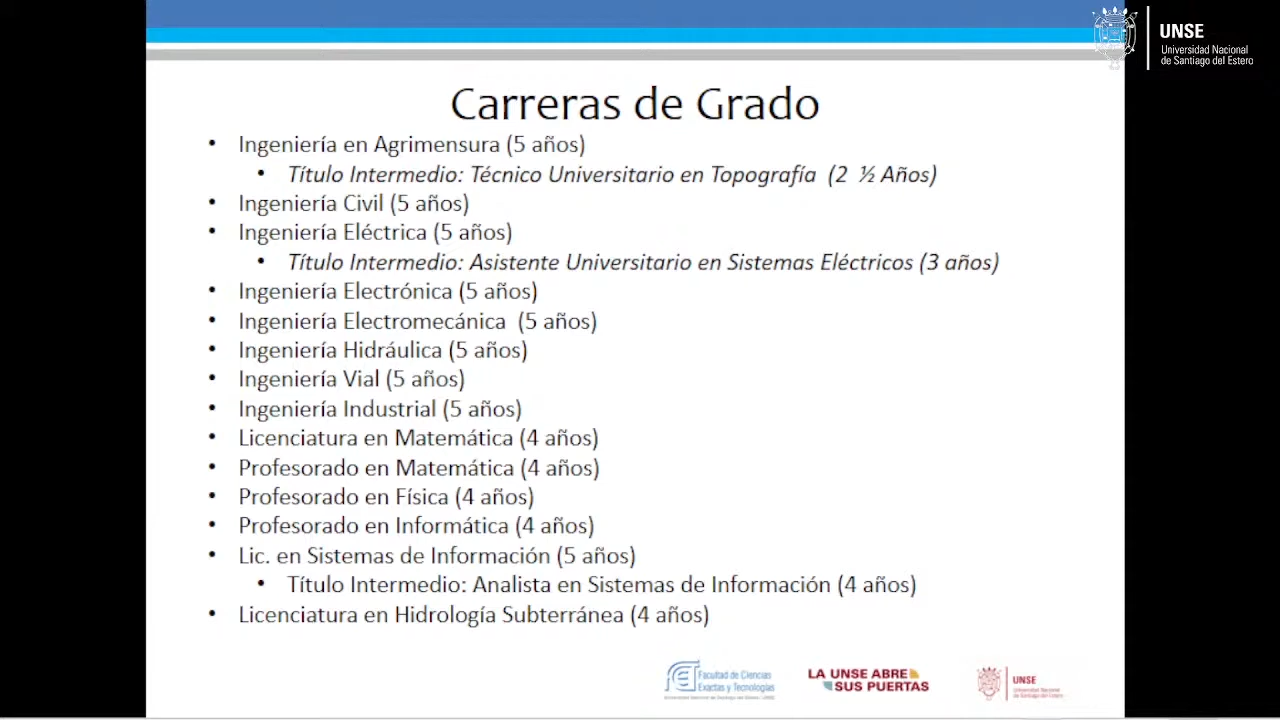 UNSE
Universidad Nacional
de Santiago del Estero
Carreras de Grado
• Ingeniería en Agrimensura (5 años)
• Título Intermedio: Técnico Universitario en Topografía (2 ½ Años)
• Ingeniería Civil (5 años)
• Ingeniería Eléctrica (5 años)
• Título Intermedio: Asistente Universitario en Sistemas Eléctricos (3 años)
• Ingeniería Electrónica (5 años)
• Ingeniería Electromecánica (5 años)
• Ingeniería Hidráulica (5 años)
• Ingeniería Vial (5 años)
• Ingeniería Industrial (5 años)
• Licenciatura en Matemática (4 años)
• Profesorado en Matemática (4 años)
• Profesorado en Física (4 años)
• Profesorado en Informática (4 años)
• Lic. en Sistemas de Información (5 años)
• Título Intermedio: Analista en Sistemas de Información (4 años)
• Licenciatura en Hidrología Subterránea (4 años)
Facultad de Ciencias
Exactas y Tecnologías
LA UNSE ABRE
SUS PUERTAS
UNSE
Universidad Nacional
de Santiago del Estero